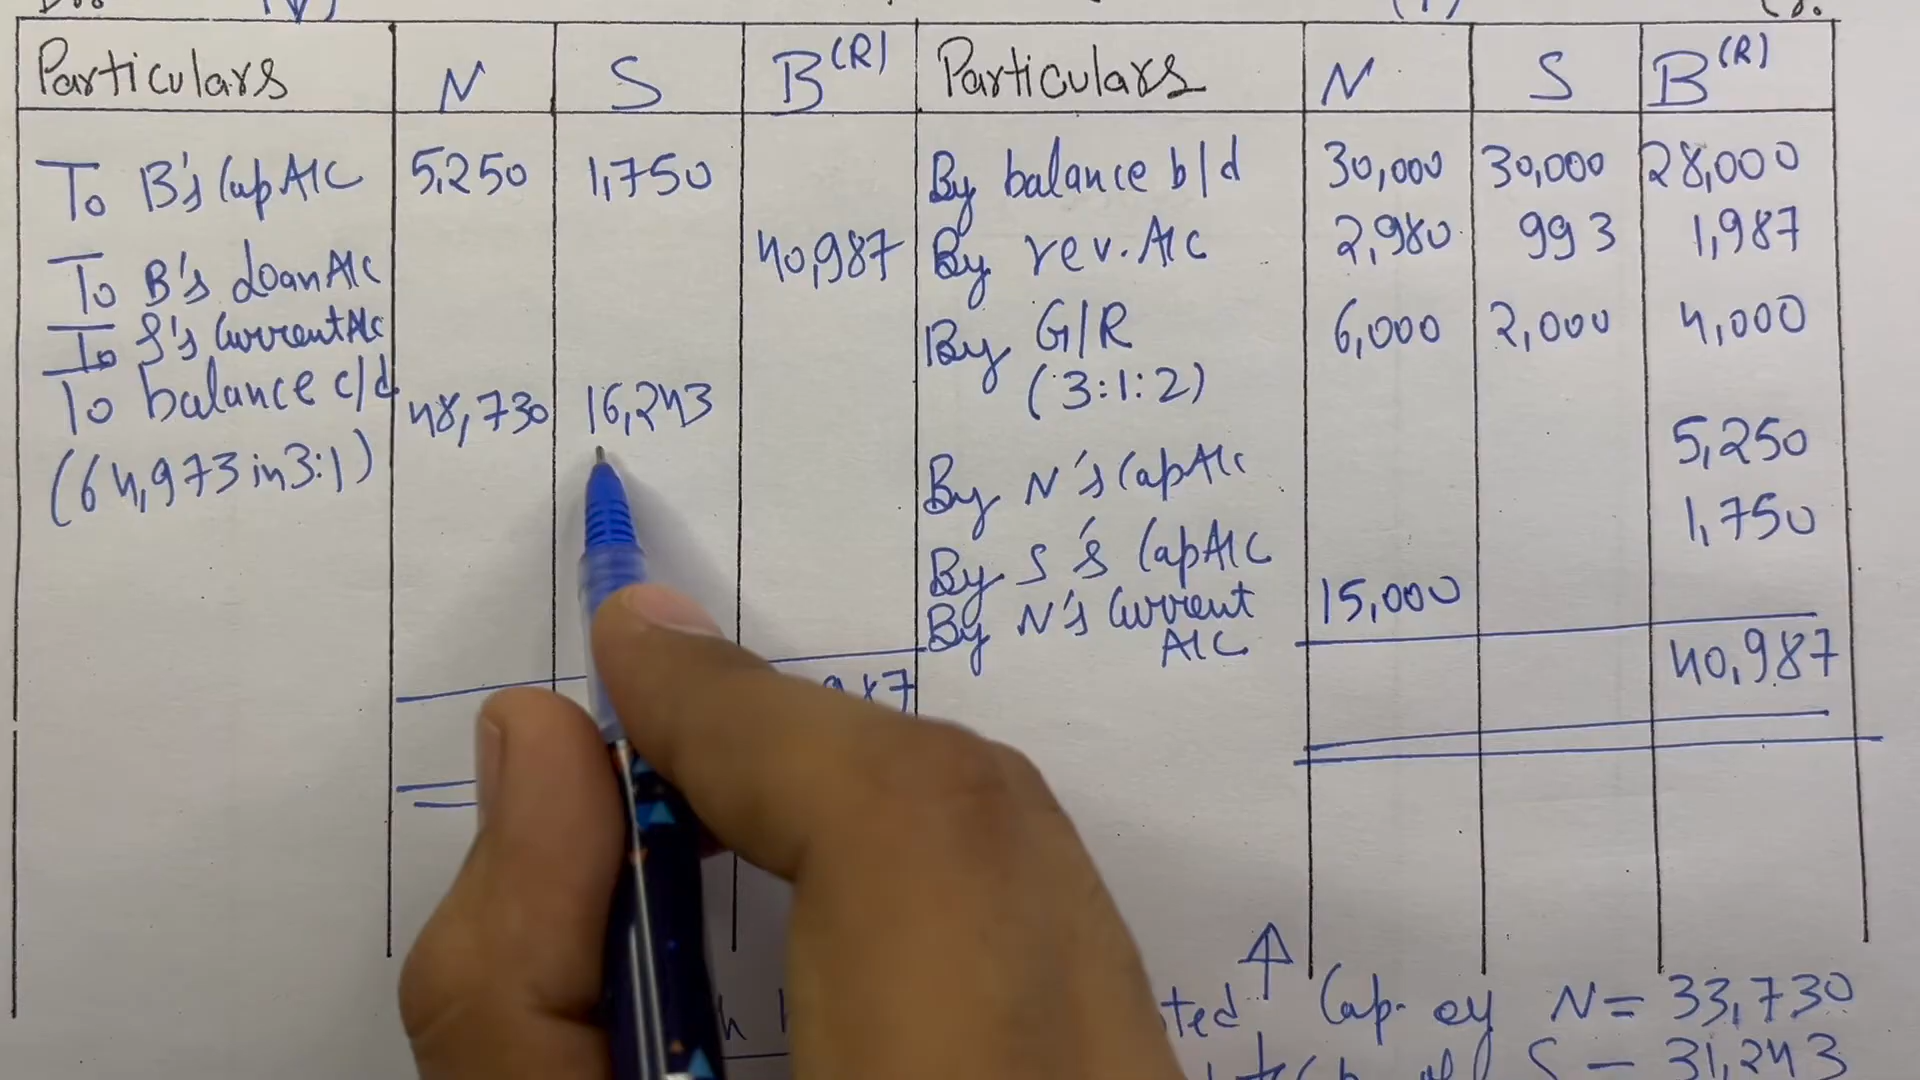 Particulars N S B(R) Particulars N S B(R)
To B's Cap A/C 5,250 1,750 By balance b/d 30,000 30,000 28,000
To B's Loan A/C 40,987 By rev. A/C 2,980 993 1,987
To S's Current A/c By G/R 6,000 2,000 4,000
(3:1:2)
To balance c/d 48,730 16,243
(64,973 in 3:1) By N's Cap A/c 5,250
By S's Cap A/C 1,750
By N's Current 15,000
A/C
40,987
Cap. of N = 33,730
S = 31,243